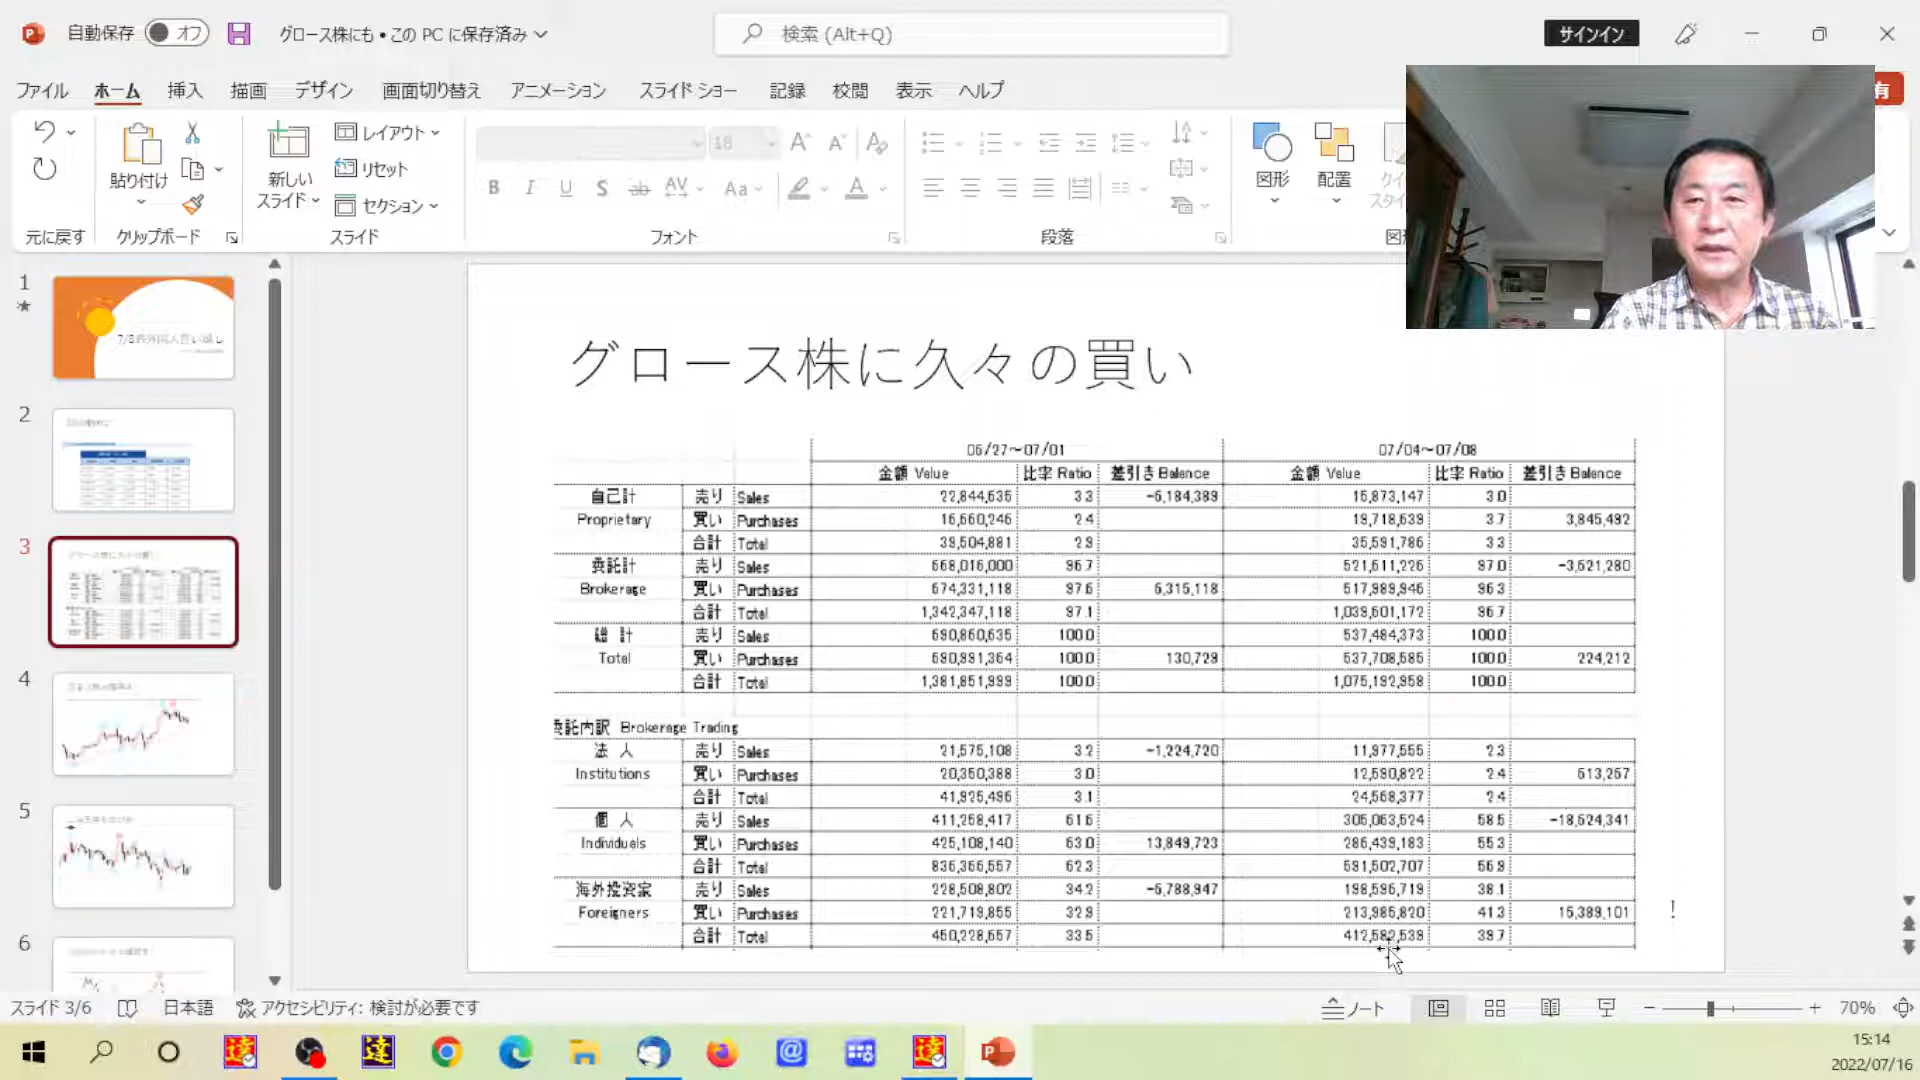 自動保存 オフ グロース株にも • この PC に保存済み 検索 (Alt+Q) サインイン
ファイル ホーム 挿入 描画 デザイン 画面切り替え アニメーション スライド ショー 記録 校閲 表示 ヘルプ 有
貼り付け 新しい スライド レイアウト リセット セクション 18 図形 配置
元に戻す クリップボード スライド フォント 段落
1
2
3
4
5
6
グロース株に久々の買い
06/27～07/01 07/04～07/08
金額 Value 比率 Ratio 差引き Balance 金額 Value 比率 Ratio 差引き Balance
自己計 売り Sales 22,844,635 3.3 -6,184,389 15,873,147 3.0
Proprietary 買い Purchases 16,660,246 2.4 19,718,639 3.7 3,845,492
合計 Total 39,504,881 2.9 35,591,786 3.3
委託計 売り Sales 668,016,000 96.7 521,611,226 97.0 -3,621,280
Brokerage 買い Purchases 674,331,118 97.6 6,315,118 517,989,946 96.3
合計 Total 1,342,347,118 97.1 1,039,601,172 96.7
総 計 売り Sales 690,860,635 100.0 537,484,373 100.0
Total 買い Purchases 690,991,364 100.0 130,729 537,708,585 100.0 224,212
合計 Total 1,381,851,999 100.0 1,075,192,958 100.0
委託内訳 Brokerage Trading
法 人 売り Sales 21,575,108 3.2 -1,224,720 11,977,555 2.3
Institutions 買い Purchases 20,350,388 3.0 12,590,822 2.4 613,267
合計 Total 41,925,496 3.1 24,568,377 2.4
個 人 売り Sales 411,258,417 61.6 305,063,524 58.5 -18,624,341
Individuals 買い Purchases 425,108,140 63.0 13,849,723 286,439,183 55.3
合計 Total 836,366,557 62.3 591,502,707 56.9
海外投資家 売り Sales 228,508,802 34.2 -6,788,947 198,596,719 38.1
Foreigners 買い Purchases 221,719,855 32.9 213,985,820 41.3 15,389,101 !
合計 Total 450,228,657 33.5 412,582,539 39.7
スライド 3/6 日本語 アクセシビリティ: 検討が必要です ノート 70%
15:14
2022/07/16